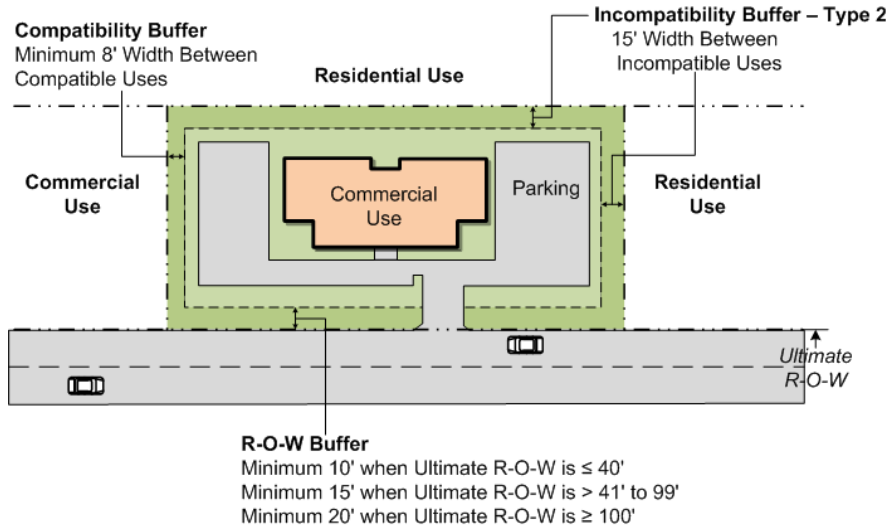 Compatibility Buffer
Minimum 8' Width Between
Compatible Uses
Incompatibility Buffer – Type 2
15' Width Between
Incompatible Uses
Residential Use
Commercial
Use
Commercial
Use
Parking
Residential
Use
Ultimate
R-O-W
R-O-W Buffer
Minimum 10' when Ultimate R-O-W is ≤ 40'
Minimum 15' when Ultimate R-O-W is > 41' to 99'
Minimum 20' when Ultimate R-O-W is ≥ 100'